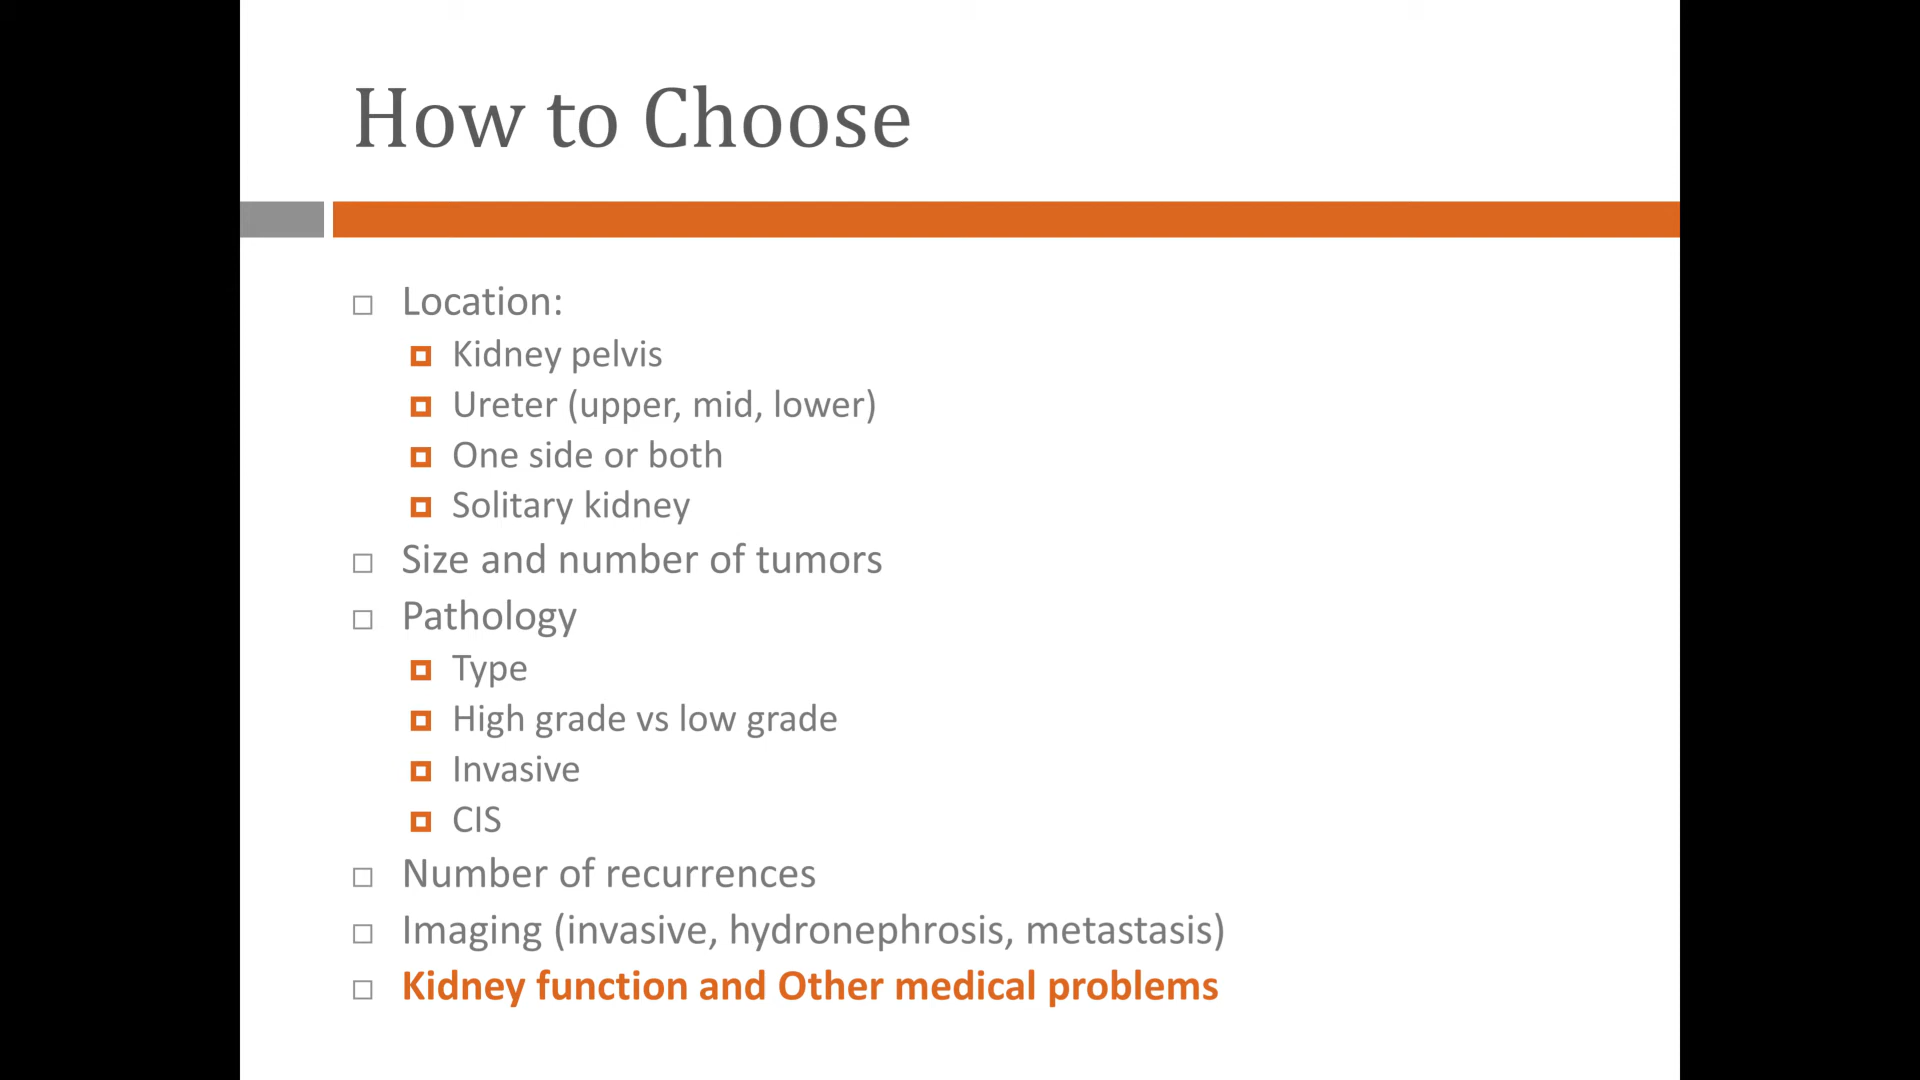 How to Choose
Location:
Kidney pelvis
Ureter (upper, mid, lower)
One side or both
Solitary kidney
Size and number of tumors
Pathology
Type
High grade vs low grade
Invasive
CIS
Number of recurrences
Imaging (invasive, hydronephrosis, metastasis)
Kidney function and Other medical problems